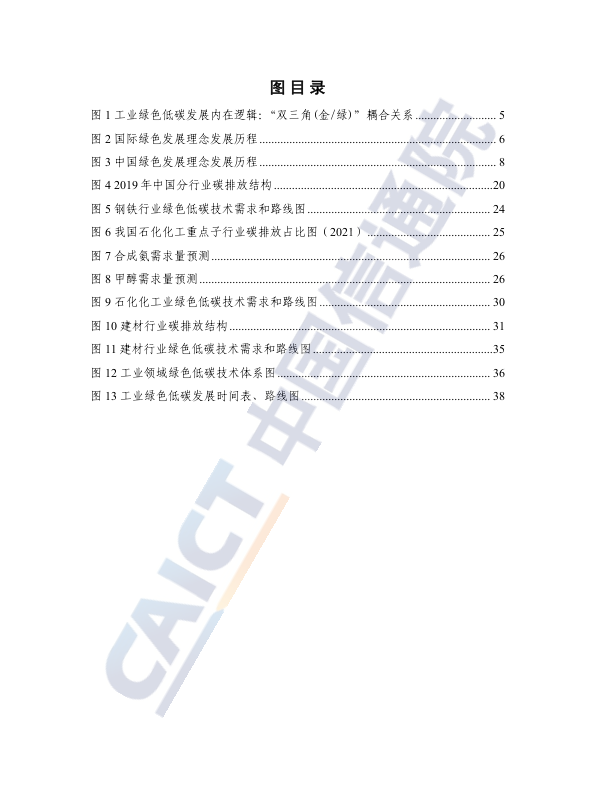 图 目 录
图 1 工业绿色低碳发展内在逻辑：“双三角(金/绿)”耦合关系 ........................... 5
图 2 国际绿色发展理念发展历程 ............................................................................... 6
图 3 中国绿色发展理念发展历程 ............................................................................... 8
图 4 2019 年中国分行业碳排放结构 .........................................................................20
图 5 钢铁行业绿色低碳技术需求和路线图 ............................................................. 24
图 6 我国石化化工重点子行业碳排放占比图（2021） ......................................... 25
图 7 合成氨需求量预测 ............................................................................................. 26
图 8 甲醇需求量预测 ................................................................................................. 26
图 9 石化化工业绿色低碳技术需求和路线图 ......................................................... 30
图 10 建材行业碳排放结构 ....................................................................................... 31
图 11 建材行业绿色低碳技术需求和路线图 ............................................................35
图 12 工业领域绿色低碳技术体系图 ....................................................................... 36
图 13 工业绿色低碳发展时间表、路线图 ............................................................... 38
CAICT 中国信通院